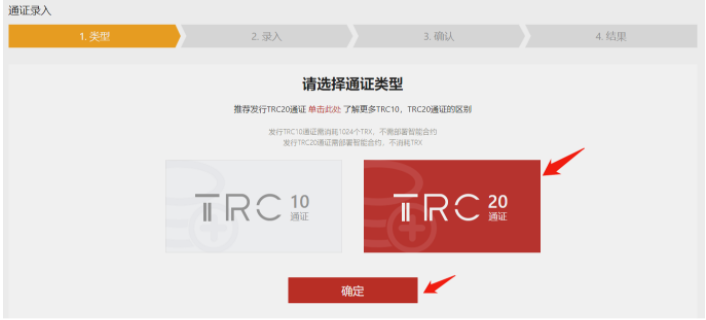 通证录入
1. 类型
2. 录入
3. 确认
4. 结果
请选择通证类型
推荐发行TRC20通证 单击此处 了解更多TRC10，TRC20通证的区别
发行TRC10通证需消耗1024个TRX，不需部署智能合约
发行TRC20通证需部署智能合约，不消耗TRX
TRC 10 通证
TRC 20 通证
确定